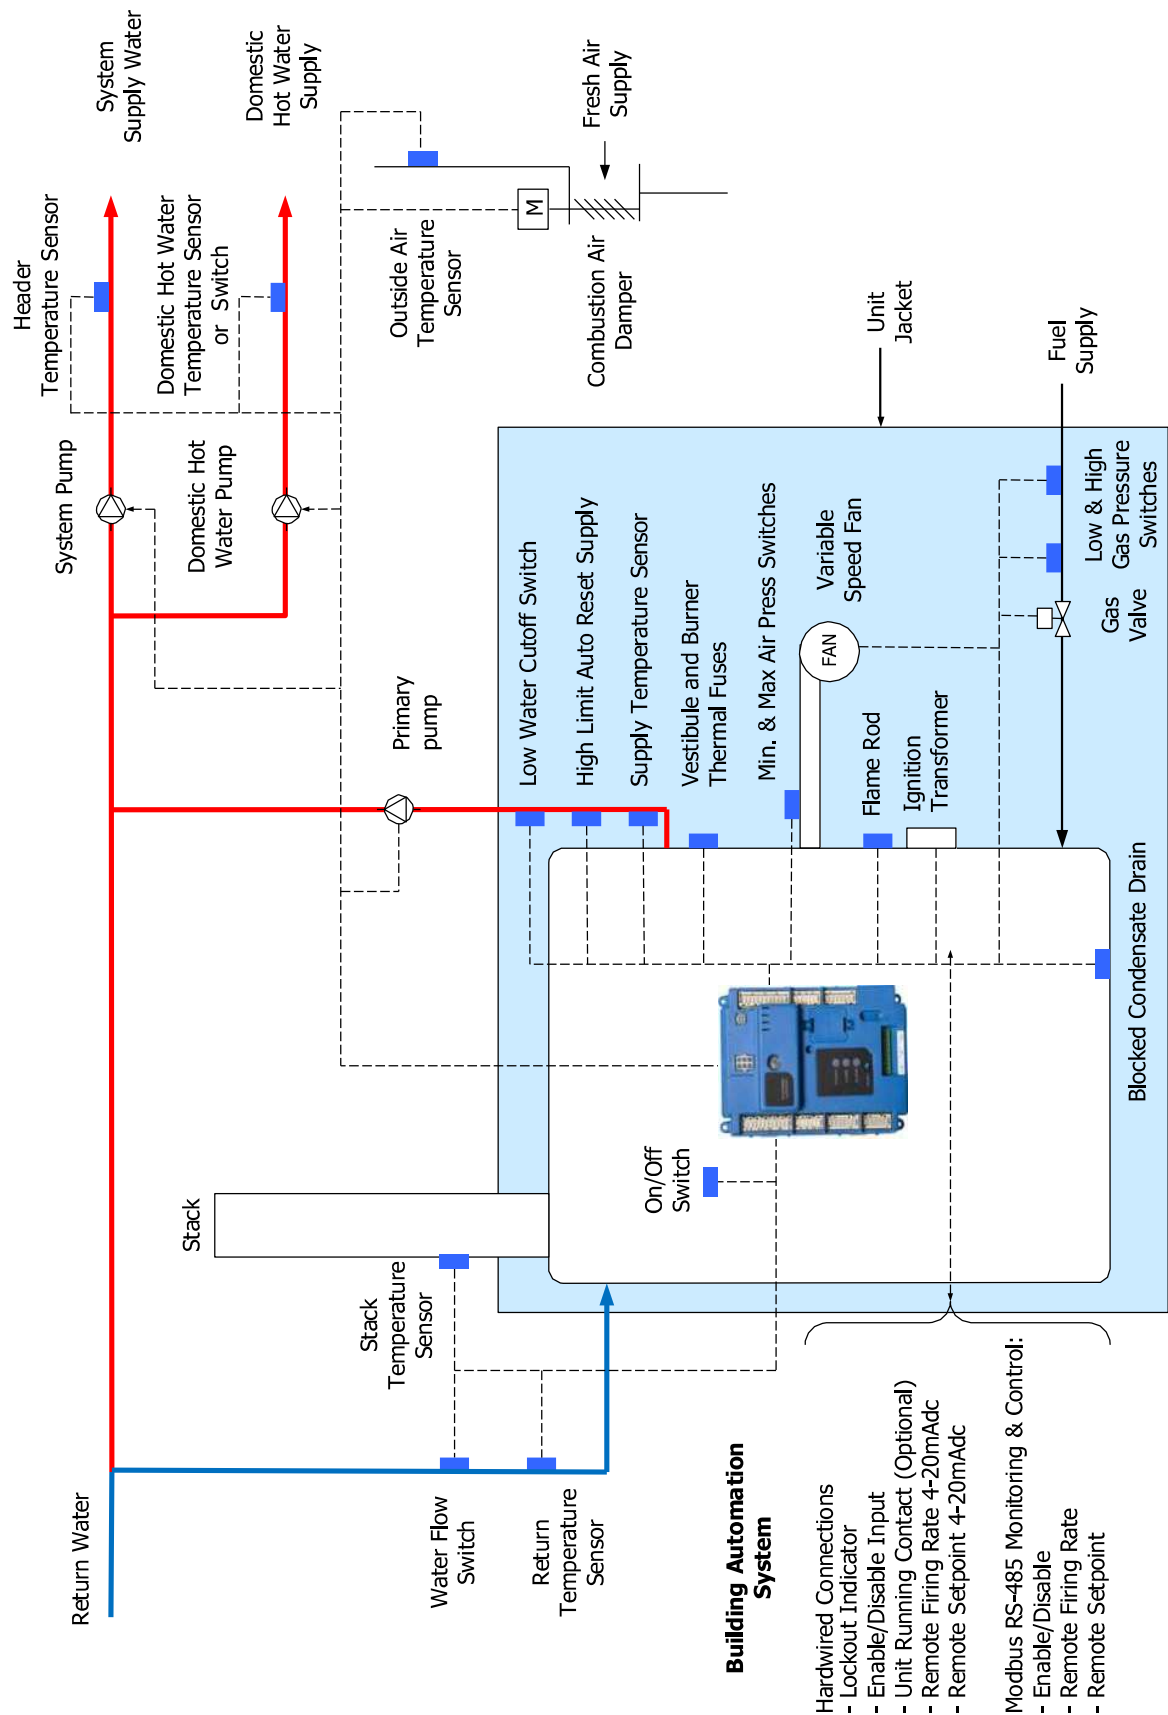 Return Water
Water Flow
Switch
Return
Temperature
Sensor
Stack
Stack
Temperature
Sensor
On/Off
Switch
Primary
pump
System Pump
Domestic Hot
Water Pump
Header
Temperature Sensor
Domestic Hot Water
Temperature Sensor
or Switch
System
Supply Water
Domestic
Hot Water
Supply
Outside Air
Temperature
Sensor
M
Fresh Air
Supply
Combustion Air
Damper
Low Water Cutoff Switch
High Limit Auto Reset Supply
Supply Temperature Sensor
Vestibule and Burner
Thermal Fuses
Min. & Max Air Press Switches
Variable
Speed Fan
FAN
Flame Rod
Ignition
Transformer
Unit
Jacket
Fuel
Supply
Low & High
Gas Pressure
Switches
Gas
Valve
Blocked Condensate Drain
Building Automation
System
Hardwired Connections
- Lockout Indicator
- Enable/Disable Input
- Unit Running Contact (Optional)
- Remote Firing Rate 4-20mAdc
- Remote Setpoint 4-20mAdc
Modbus RS-485 Monitoring & Control:
- Enable/Disable
- Remote Firing Rate
- Remote Setpoint